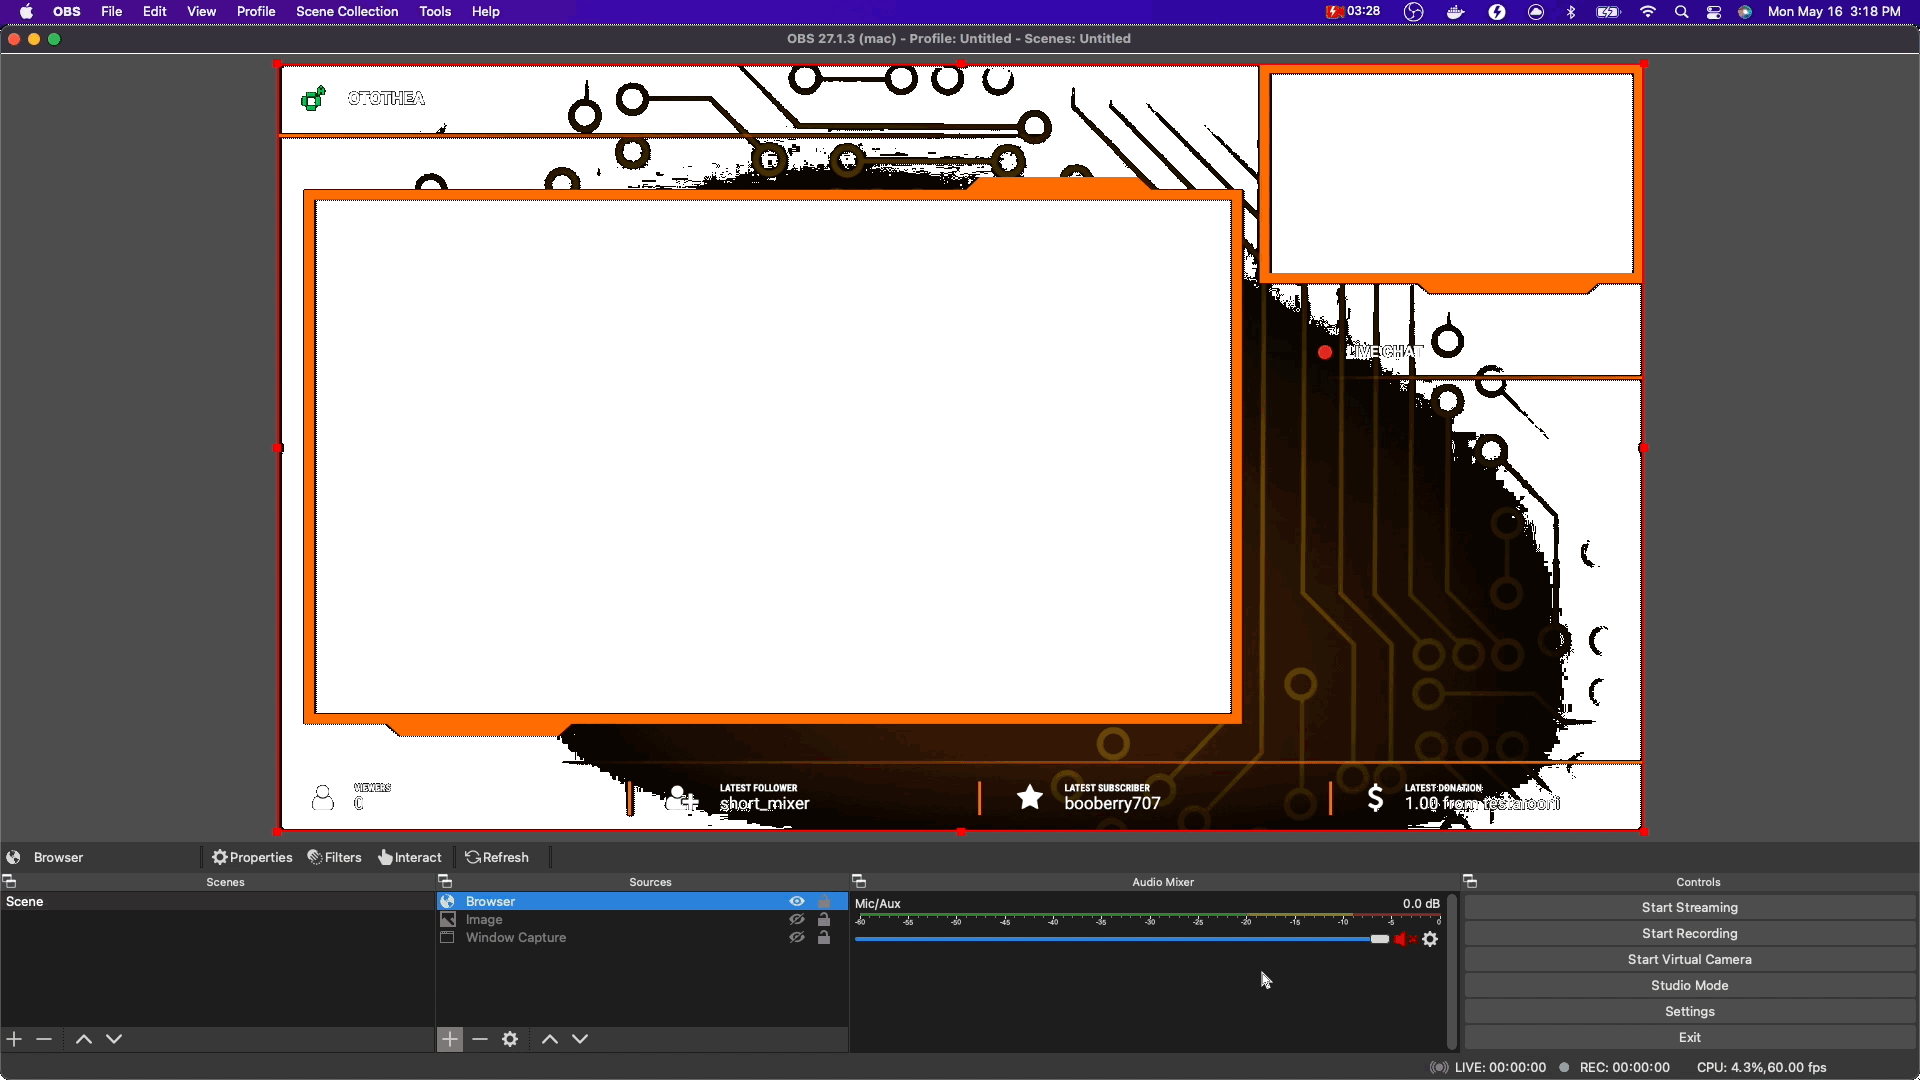 OBS File Edit View Profile Scene Collection Tools Help 03:28 Mon May 16 3:18 PM
OBS 27.1.3 (mac) - Profile: Untitled - Scenes: Untitled
OTOTHEA
LIVE CHAT
VIEWERS
0
LATEST FOLLOWER
short_mixer
LATEST SUBSCRIBER
booberry707
LATEST DONATION
1.00 from testaroori
Browser Properties Filters Interact Refresh
Scenes
Scene
Sources
Browser
Image
Window Capture
Audio Mixer
Mic/Aux 0.0 dB
-60 -55 -50 -45 -40 -35 -30 -25 -20 -15 -10 -5 0
Controls
Start Streaming
Start Recording
Start Virtual Camera
Studio Mode
Settings
Exit
LIVE: 00:00:00 REC: 00:00:00 CPU: 4.3%,60.00 fps